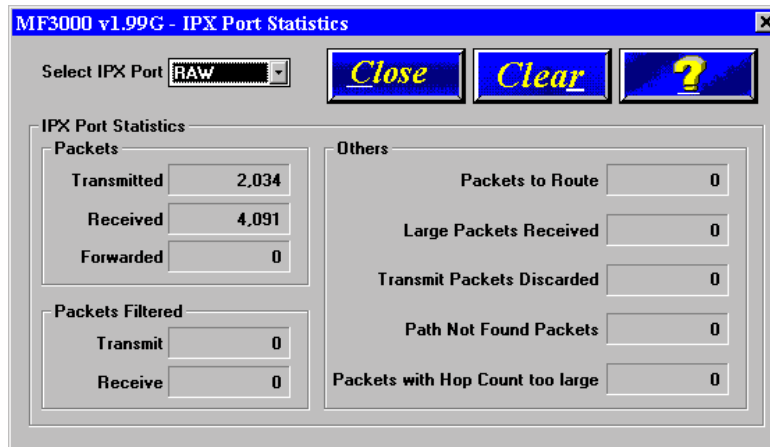 MF3000 v1.99G - IPX Port Statistics
Select IPX Port RAW
Close
Clear
?
IPX Port Statistics
Packets
Transmitted 2,034
Received 4,091
Forwarded 0
Packets Filtered
Transmit 0
Receive 0
Others
Packets to Route 0
Large Packets Received 0
Transmit Packets Discarded 0
Path Not Found Packets 0
Packets with Hop Count too large 0